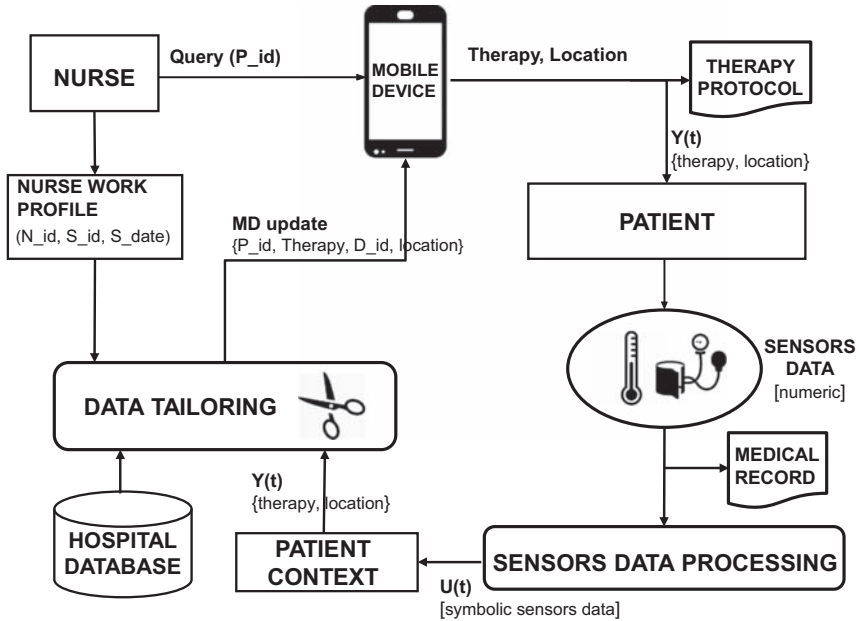 Query (P_id)
NURSE
MOBILE
DEVICE
Therapy, Location
THERAPY
PROTOCOL
Y(t)
{therapy, location}
NURSE WORK
PROFILE
(N_id, S_id, S_date)
MD update
{P_id, Therapy, D_id, location}
PATIENT
SENSORS
DATA
[numeric]
DATA TAILORING
MEDICAL
RECORD
Y(t)
{therapy, location}
HOSPITAL
DATABASE
PATIENT
CONTEXT
SENSORS DATA PROCESSING
U(t)
[symbolic sensors data]